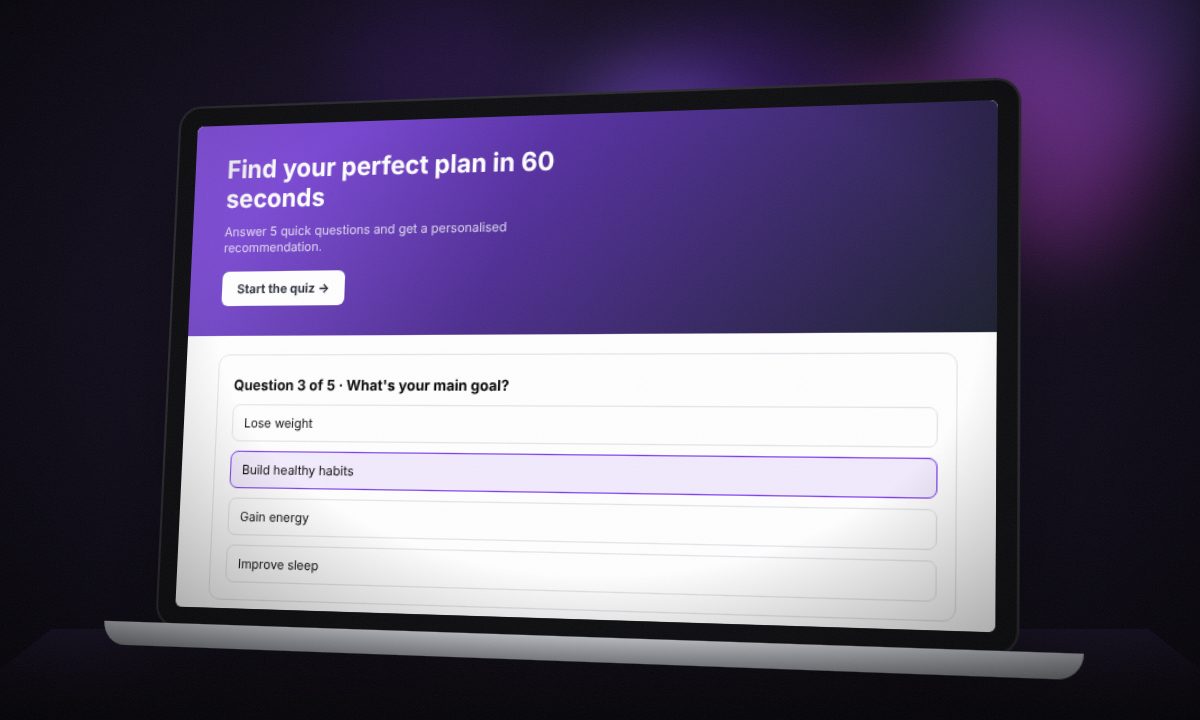 Find your perfect plan in 60
seconds
Answer 5 quick questions and get a personalised
recommendation.
Start the quiz →
Question 3 of 5 · What's your main goal?
Lose weight
Build healthy habits
Gain energy
Improve sleep